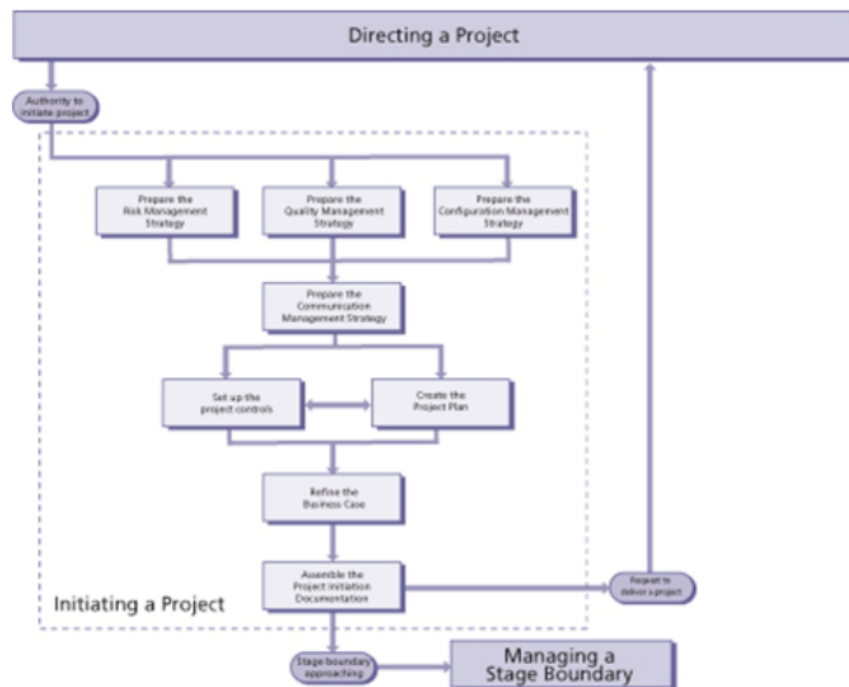 Directing a Project
Authority to
initiate project
Prepare the
Risk Management
Strategy
Prepare the
Quality Management
Strategy
Prepare the
Configuration Management
Strategy
Prepare the
Communication
Management Strategy
Set up the
project controls
Create the
Project Plan
Refine the
Business Case
Assemble the
Project Initiation
Documentation
Request to
deliver a project
Initiating a Project
Stage boundary
approaching
Managing a
Stage Boundary